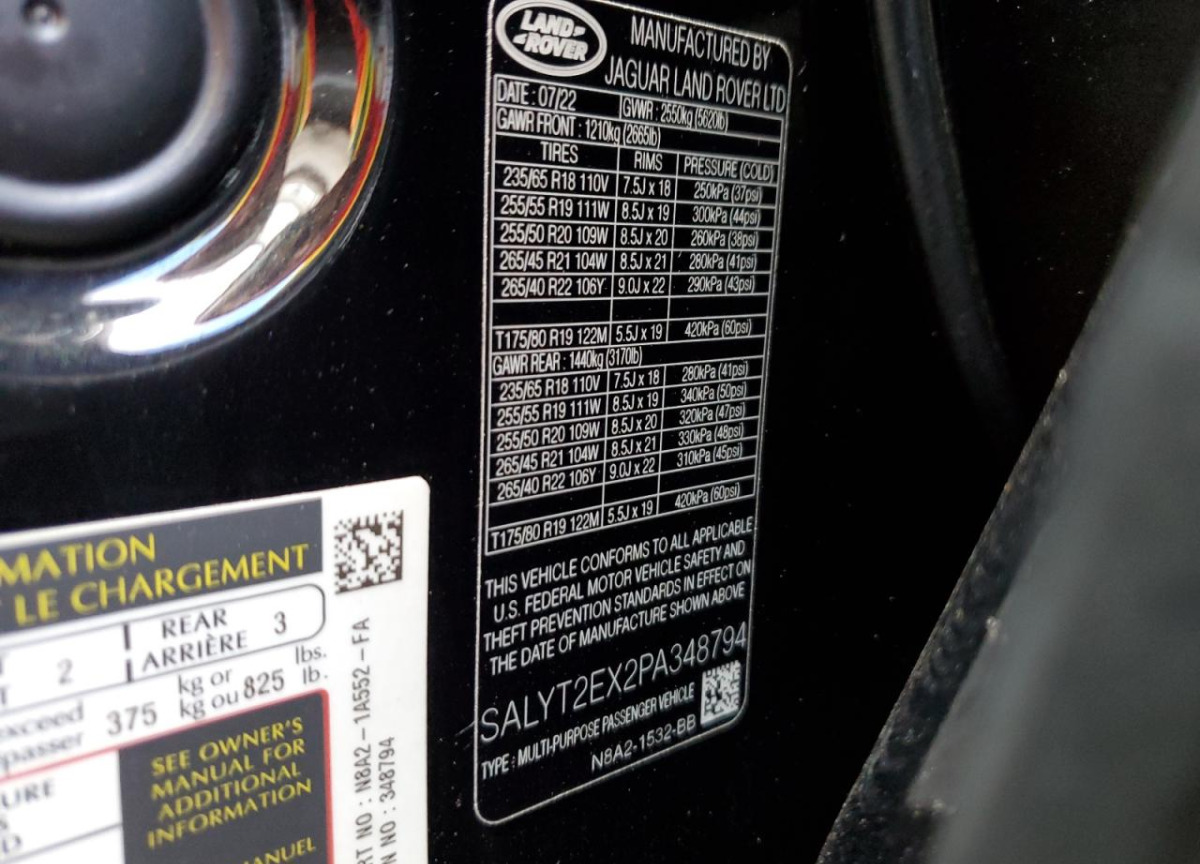 LAND-
-ROVER
MANUFACTURED BY
JAGUAR LAND ROVER LTD
DATE : 07/22 GVWR : 2550kg (5620lb)
GAWR FRONT : 1210kg (2665lb)
TIRES RIMS PRESSURE (COLD)
235/65 R18 110V 7.5J x 18 250kPa (37psi)
255/55 R19 111W 8.5J x 19 300kPa (44psi)
255/50 R20 109W 8.5J x 20 260kPa (38psi)
265/45 R21 104W 8.5J x 21 280kPa (41psi)
265/40 R22 106Y 9.0J x 22 290kPa (43psi)
T175/80 R19 122M 5.5J x 19 420kPa (60psi)
GAWR REAR : 1440kg (3170lb)
235/65 R18 110V 7.5J x 18 280kPa (41psi)
255/55 R19 111W 8.5J x 19 340kPa (50psi)
255/50 R20 109W 8.5J x 20 320kPa (47psi)
265/45 R21 104W 8.5J x 21 330kPa (48psi)
265/40 R22 106Y 9.0J x 22 310kPa (45psi)
T175/80 R19 122M 5.5J x 19 420kPa (60psi)
THIS VEHICLE CONFORMS TO ALL APPLICABLE
U.S. FEDERAL MOTOR VEHICLE SAFETY AND
THEFT PREVENTION STANDARDS IN EFFECT ON
THE DATE OF MANUFACTURE SHOWN ABOVE
SALYT2EX2PA348794
TYPE : MULTI-PURPOSE PASSENGER VEHICLE
N8A2-1532-BB
MATION
LE CHARGEMENT
2 REAR
ARRIÈRE 3
exceed
passer 375 kg or
kg ou 825 lbs.
lb.
URE
S
D
SEE OWNER'S
MANUAL FOR
ADDITIONAL
INFORMATION
MANUEL
RT NO : N8A2-1A552-FA
N NO : 348794